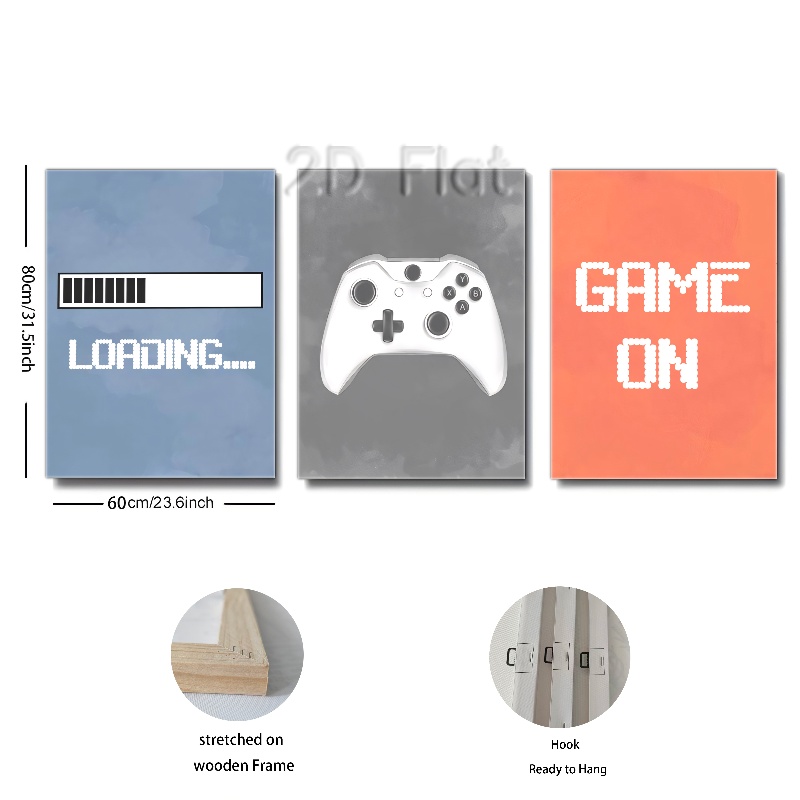 2D Flat
80cm/31.5inch
LOADING....
Y
X
B
A
GAME
ON
60cm/23.6inch
stretched on
wooden Frame
Hook
Ready to Hang